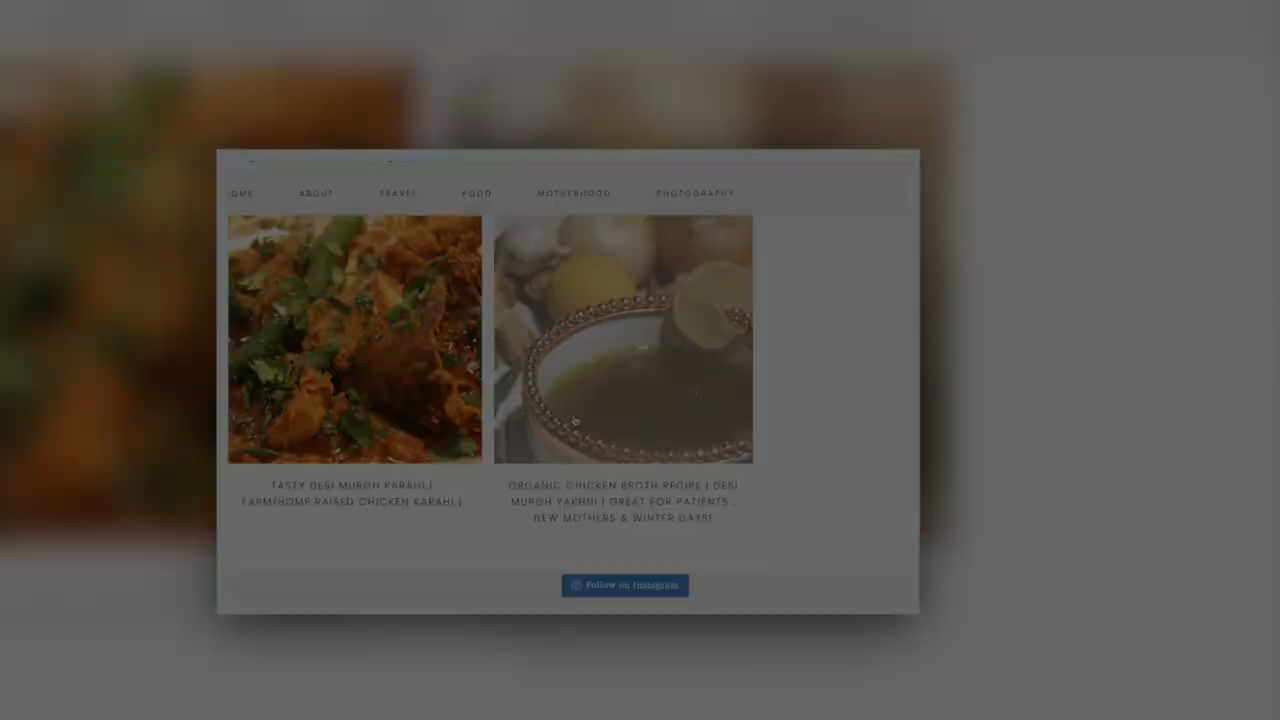 HOME
ABOUT
TRAVEL
FOOD
MOTHERHOOD
PHOTOGRAPHY
TASTY DESI MURGH KARAHI |
FARM/HOME RAISED CHICKEN KARAHI |
ORGANIC CHICKEN BROTH RECIPE | DESI
MURGH YAKHNI | GREAT FOR PATIENTS ,
NEW MOTHERS & WINTER DAYS!
Follow on Instagram